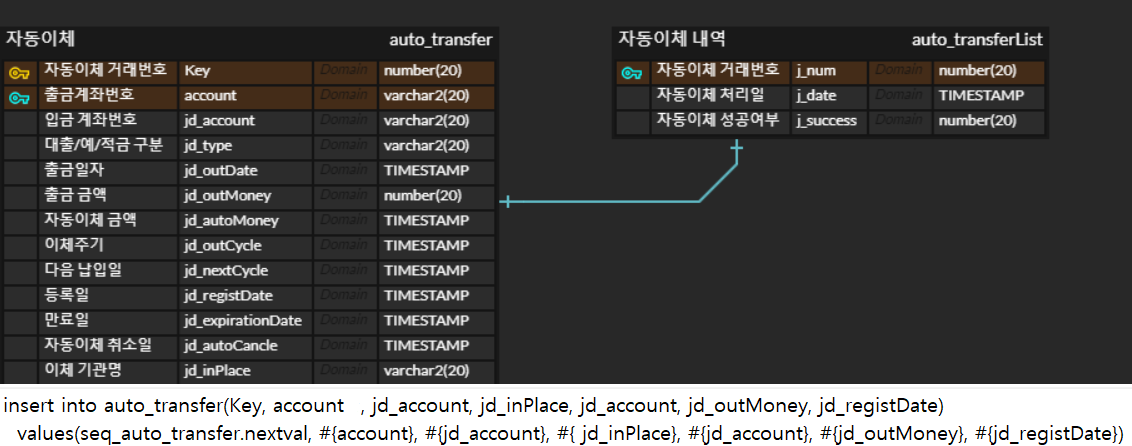 자동이체 auto_transfer
자동이체 거래번호 Key Domain number(20)
출금계좌번호 account Domain varchar2(20)
입금 계좌번호 jd_account Domain varchar2(20)
대출/예/적금 구분 jd_type Domain varchar2(20)
출금일자 jd_outDate Domain TIMESTAMP
출금 금액 jd_outMoney Domain number(20)
자동이체 금액 jd_autoMoney Domain TIMESTAMP
이체주기 jd_outCycle Domain TIMESTAMP
다음 납입일 jd_nextCycle Domain TIMESTAMP
등록일 jd_registDate Domain TIMESTAMP
만료일 jd_expirationDate Domain TIMESTAMP
자동이체 취소일 jd_autoCancle Domain TIMESTAMP
이체 기관명 jd_inPlace Domain varchar2(20)
자동이체 내역 auto_transferList
자동이체 거래번호 j_num Domain number(20)
자동이체 처리일 j_date Domain TIMESTAMP
자동이체 성공여부 j_success Domain number(20)
insert into auto_transfer(Key, account , jd_account, jd_inPlace, jd_account, jd_outMoney, jd_registDate)
values(seq_auto_transfer.nextval, #{account}, #{jd_account}, #{ jd_inPlace}, #{jd_account}, #{jd_outMoney}, #{jd_registDate})